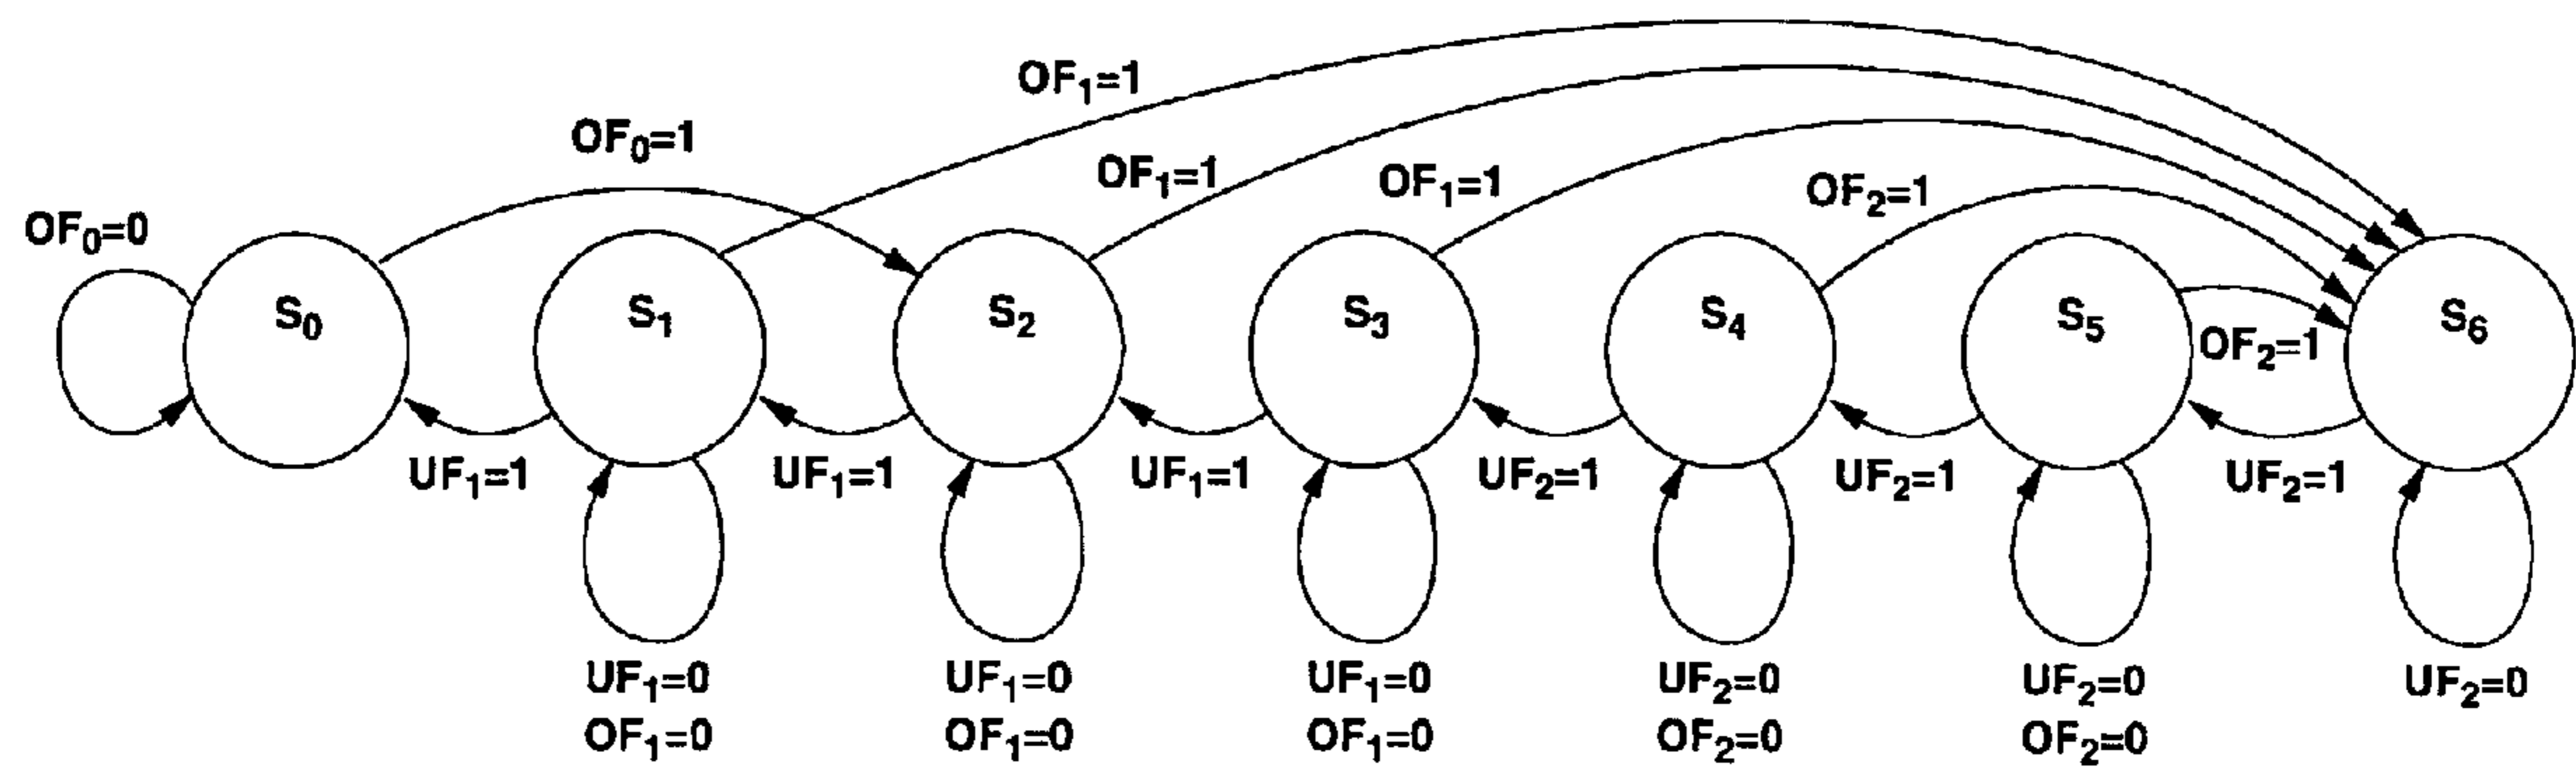 OF₁=1
OF₀=1
OF₁=1
OF₁=1
OF₂=1
OF₀=0
S₀
S₁
S₂
S₃
S₄
S₅
S₆
OF₂=1
UF₁=1
UF₁=1
UF₁=1
UF₂=1
UF₂=1
UF₂=1
UF₁=0
OF₁=0
UF₁=0
OF₁=0
UF₁=0
OF₁=0
UF₂=0
OF₂=0
UF₂=0
OF₂=0
UF₂=0